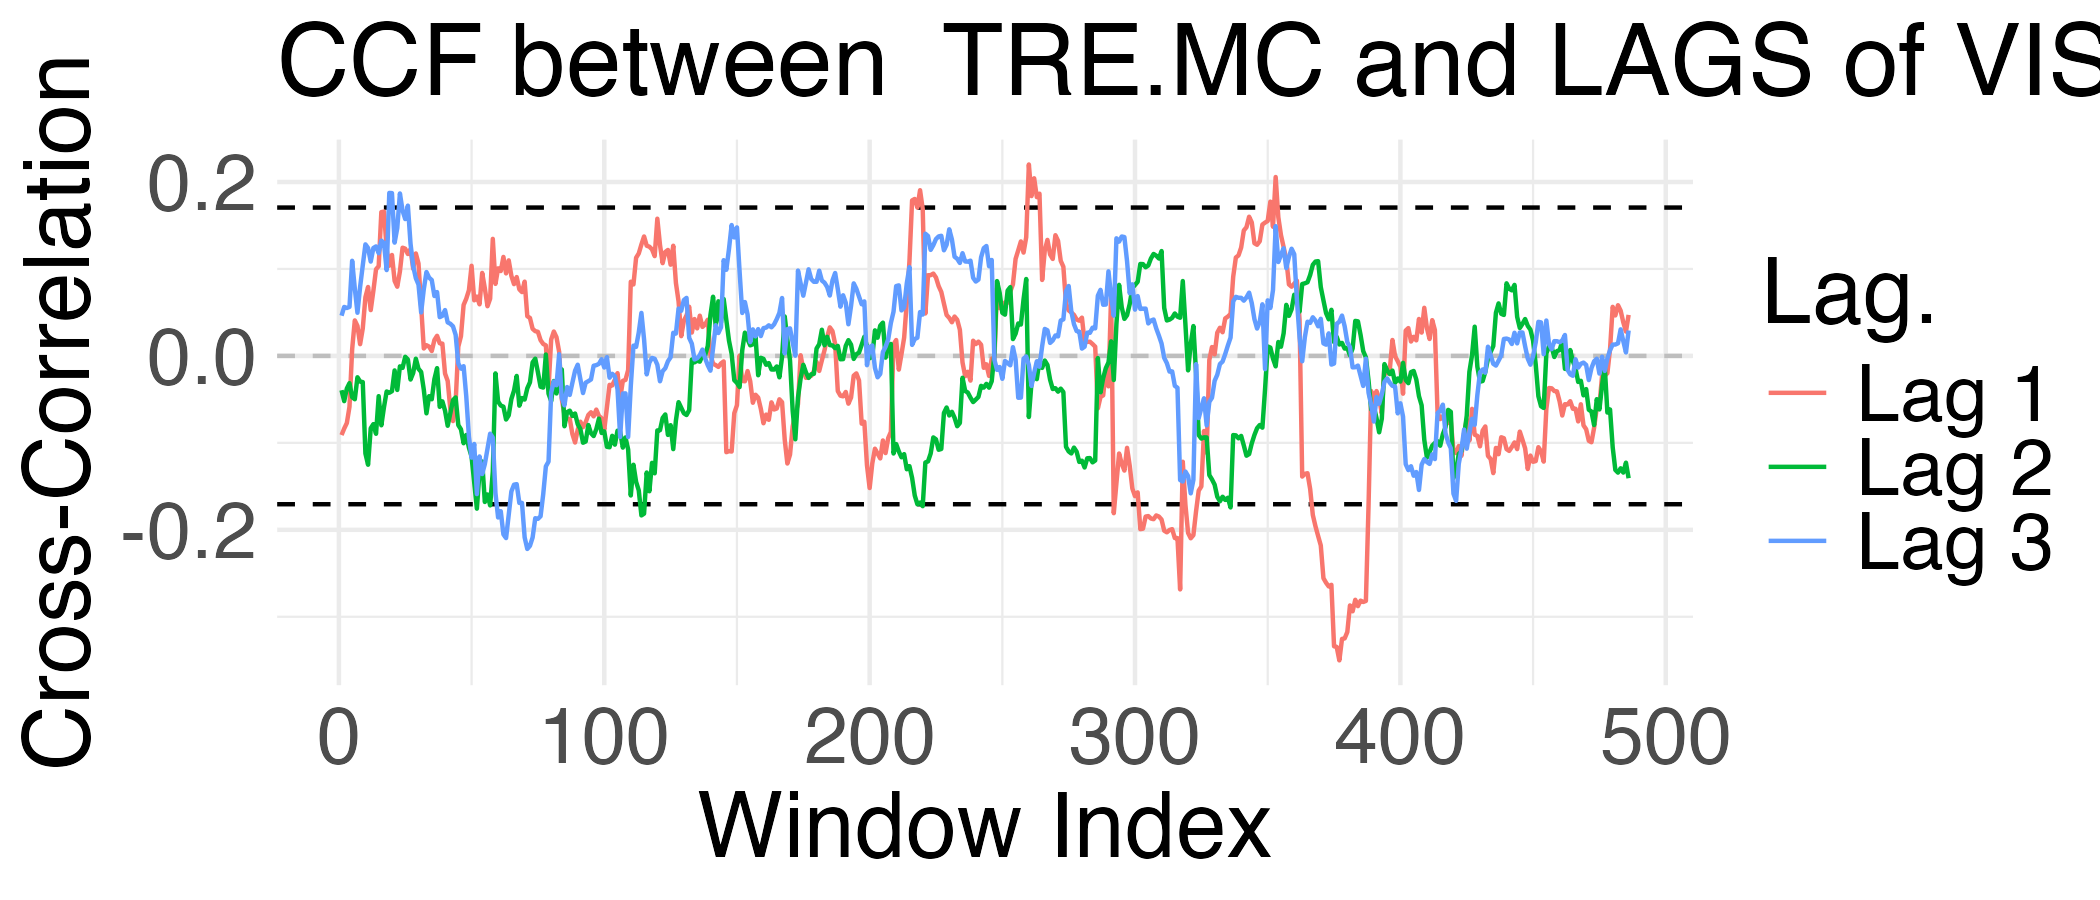 CCF between  TRE.MC and LAGS of VIS
Cross-Correlation
0.2
0.0
-0.2
0
100
200
300
400
500
Window Index
Lag.
Lag 1
Lag 2
Lag 3